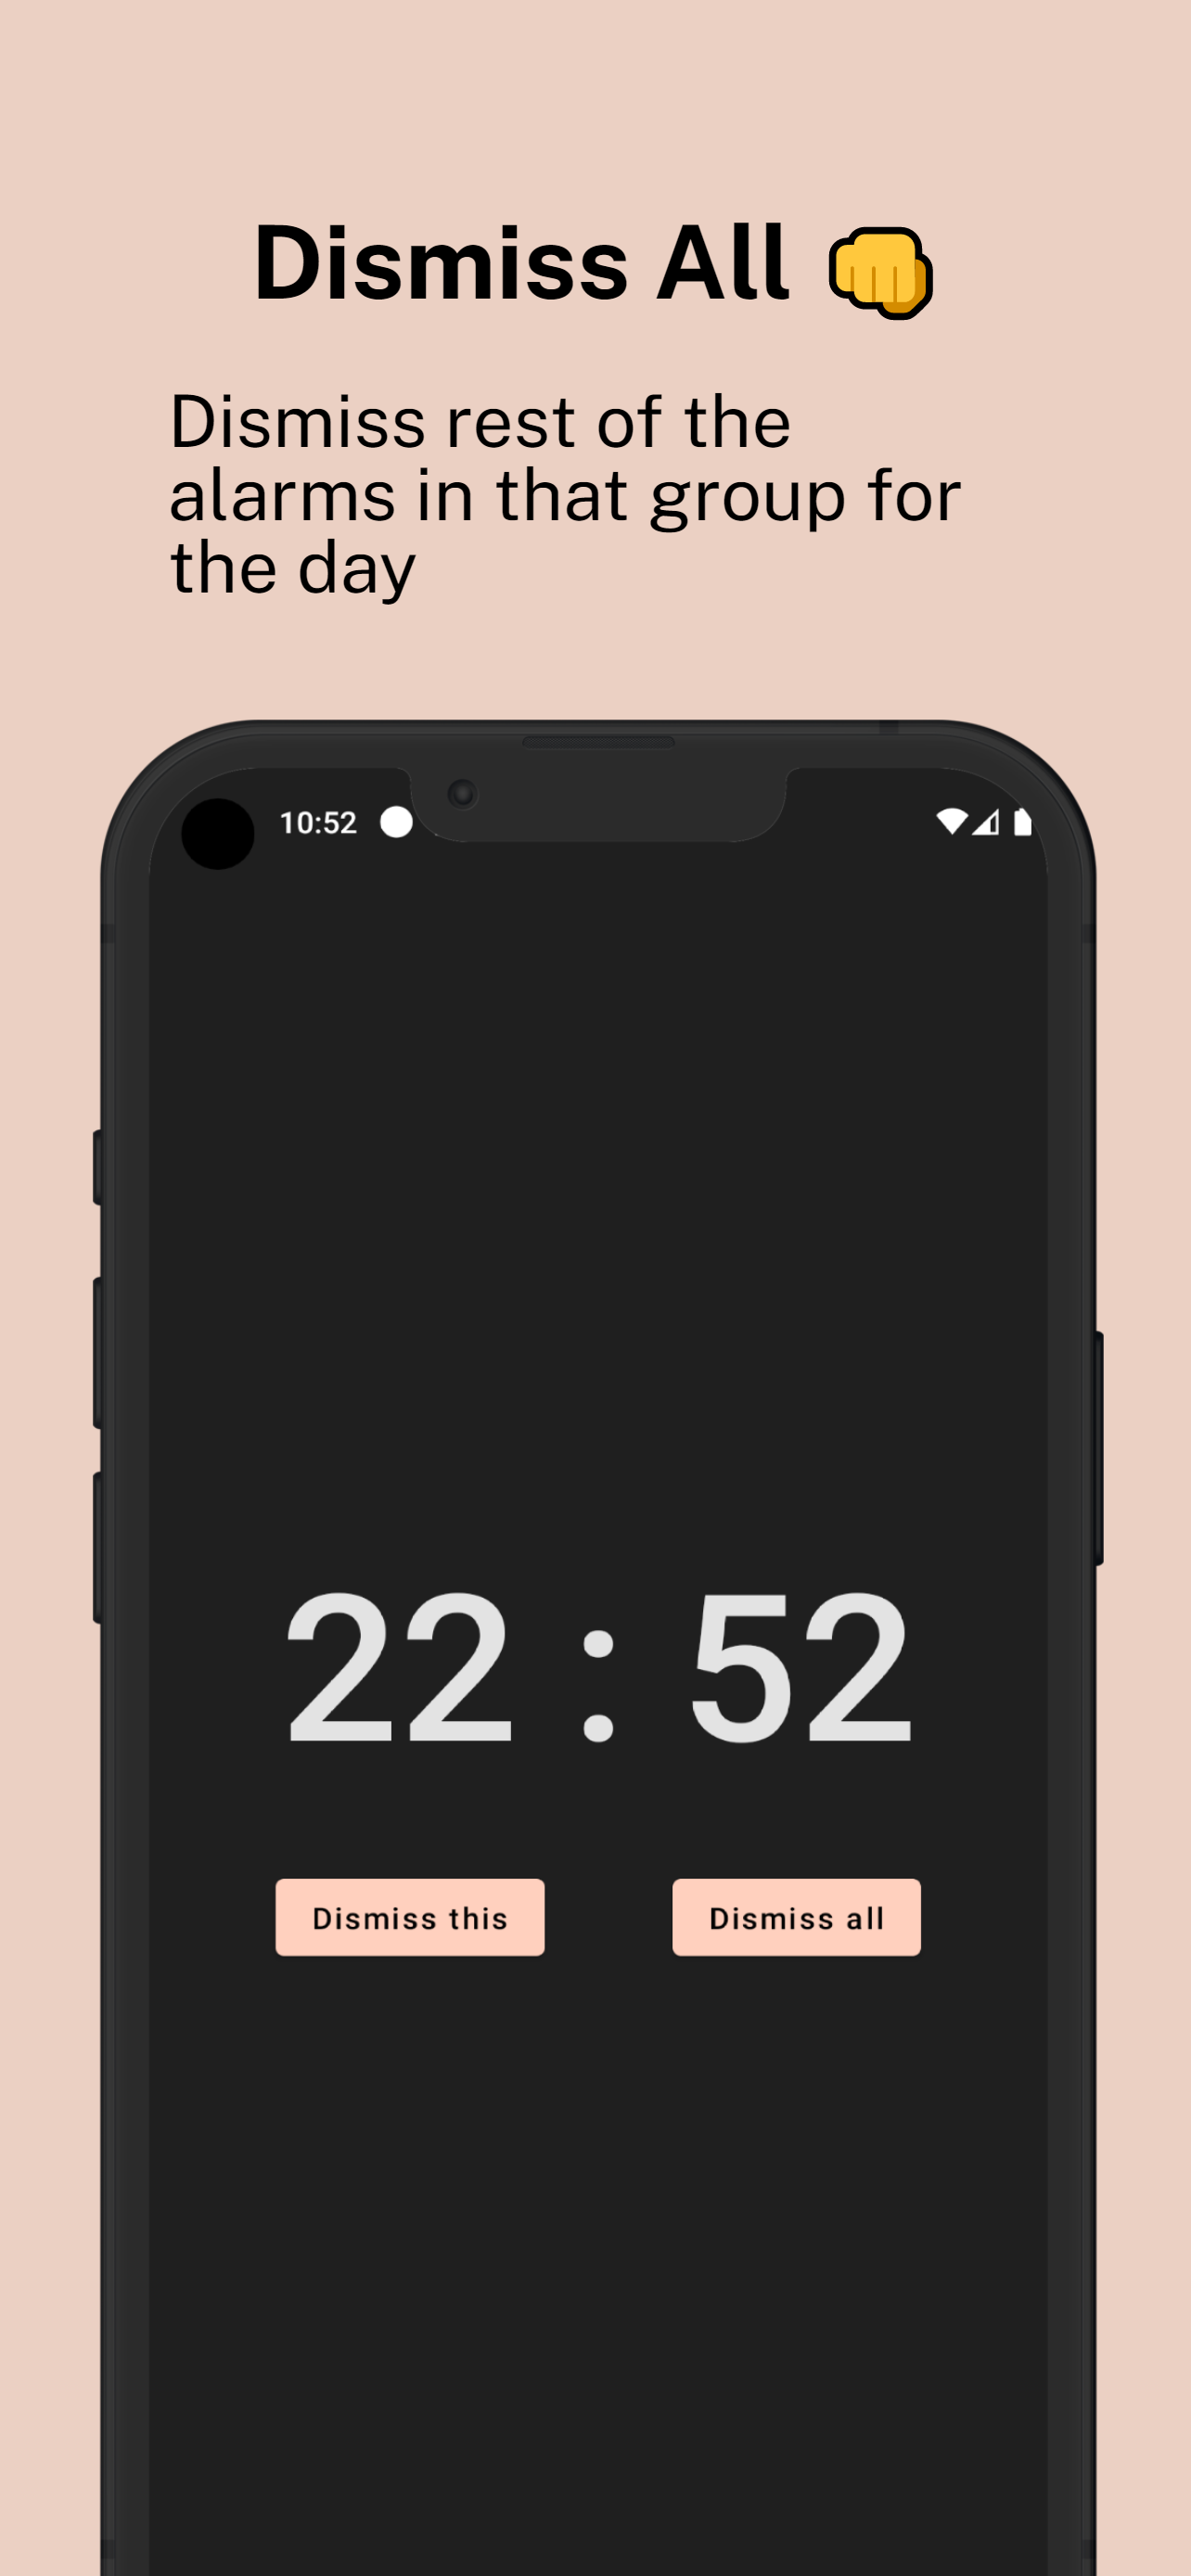 Dismiss All 👊
Dismiss rest of the
alarms in that group for
the day
10:52
22 : 52
Dismiss this
Dismiss all